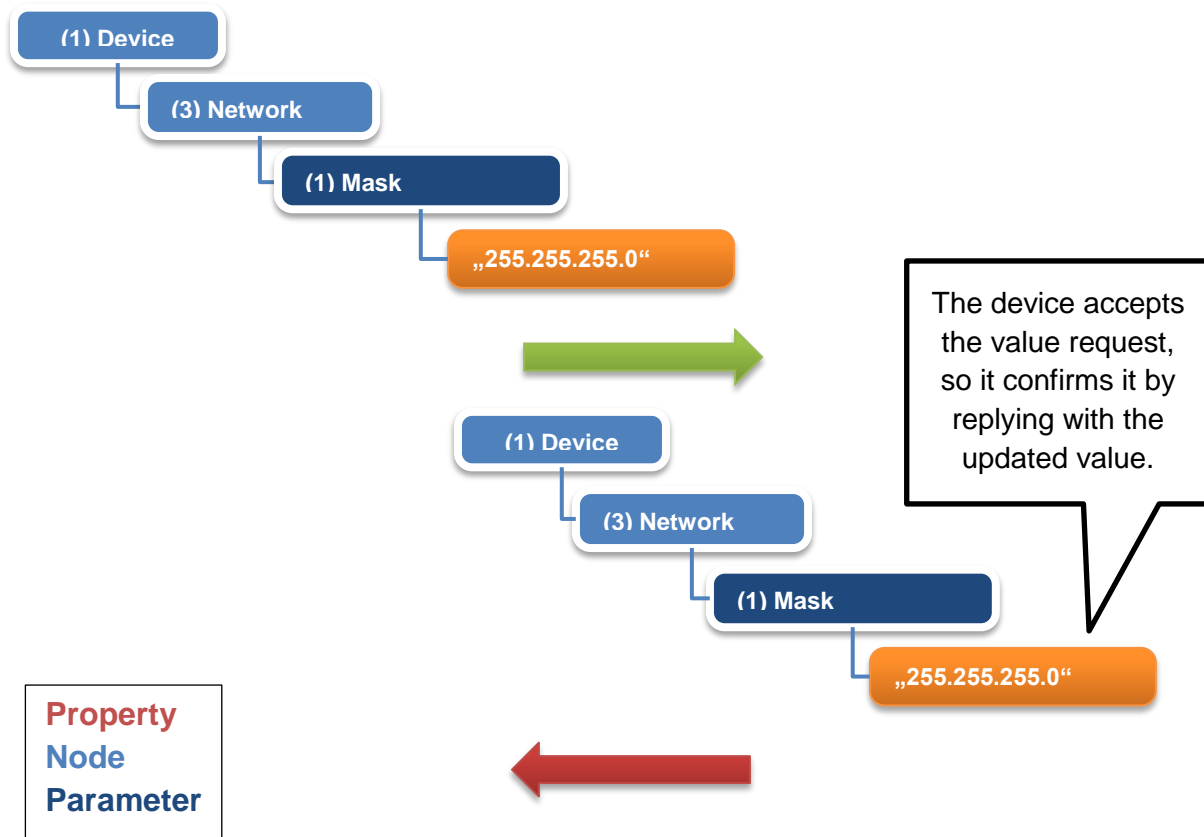 (1) Device
(3) Network
(1) Mask
„255.255.255.0“
The device accepts
the value request,
so it confirms it by
replying with the
updated value.
(1) Device
(3) Network
(1) Mask
„255.255.255.0“
Property
Node
Parameter